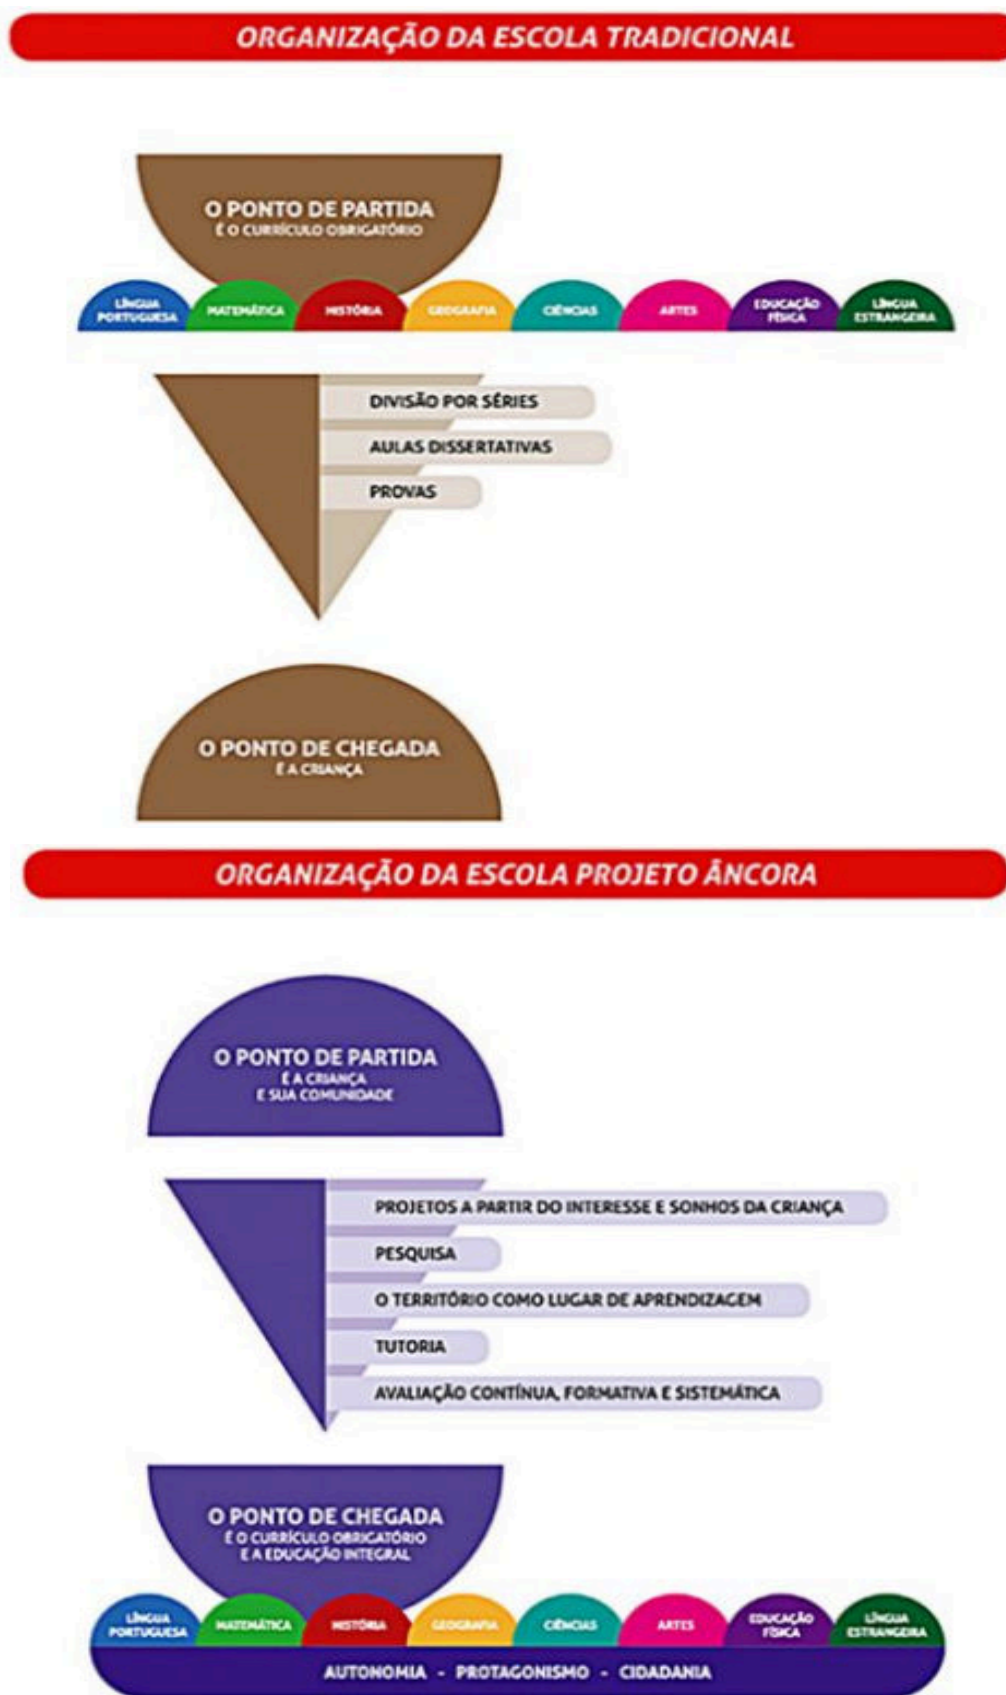 ORGANIZAÇÃO DA ESCOLA TRADICIONAL
O PONTO DE PARTIDA
É O CURRÍCULO OBRIGATÓRIO
LÍNGUA PORTUGUESA
MATEMÁTICA
HISTÓRIA
GEOGRAFIA
CIÊNCIAS
ARTES
EDUCAÇÃO FÍSICA
LÍNGUA ESTRANGEIRA
DIVISÃO POR SÉRIES
AULAS DISSERTATIVAS
PROVAS
O PONTO DE CHEGADA
É A CRIANÇA
ORGANIZAÇÃO DA ESCOLA PROJETO ÂNCORA
O PONTO DE PARTIDA
É A CRIANÇA
E SUA COMUNIDADE
PROJETOS A PARTIR DO INTERESSE E SONHOS DA CRIANÇA
PESQUISA
O TERRITÓRIO COMO LUGAR DE APRENDIZAGEM
TUTORIA
AVALIAÇÃO CONTÍNUA, FORMATIVA E SISTEMÁTICA
O PONTO DE CHEGADA
É O CURRÍCULO OBRIGATÓRIO
E A EDUCAÇÃO INTEGRAL
LÍNGUA PORTUGUESA
MATEMÁTICA
HISTÓRIA
GEOGRAFIA
CIÊNCIAS
ARTES
EDUCAÇÃO FÍSICA
LÍNGUA ESTRANGEIRA
AUTONOMIA - PROTAGONISMO - CIDADANIA